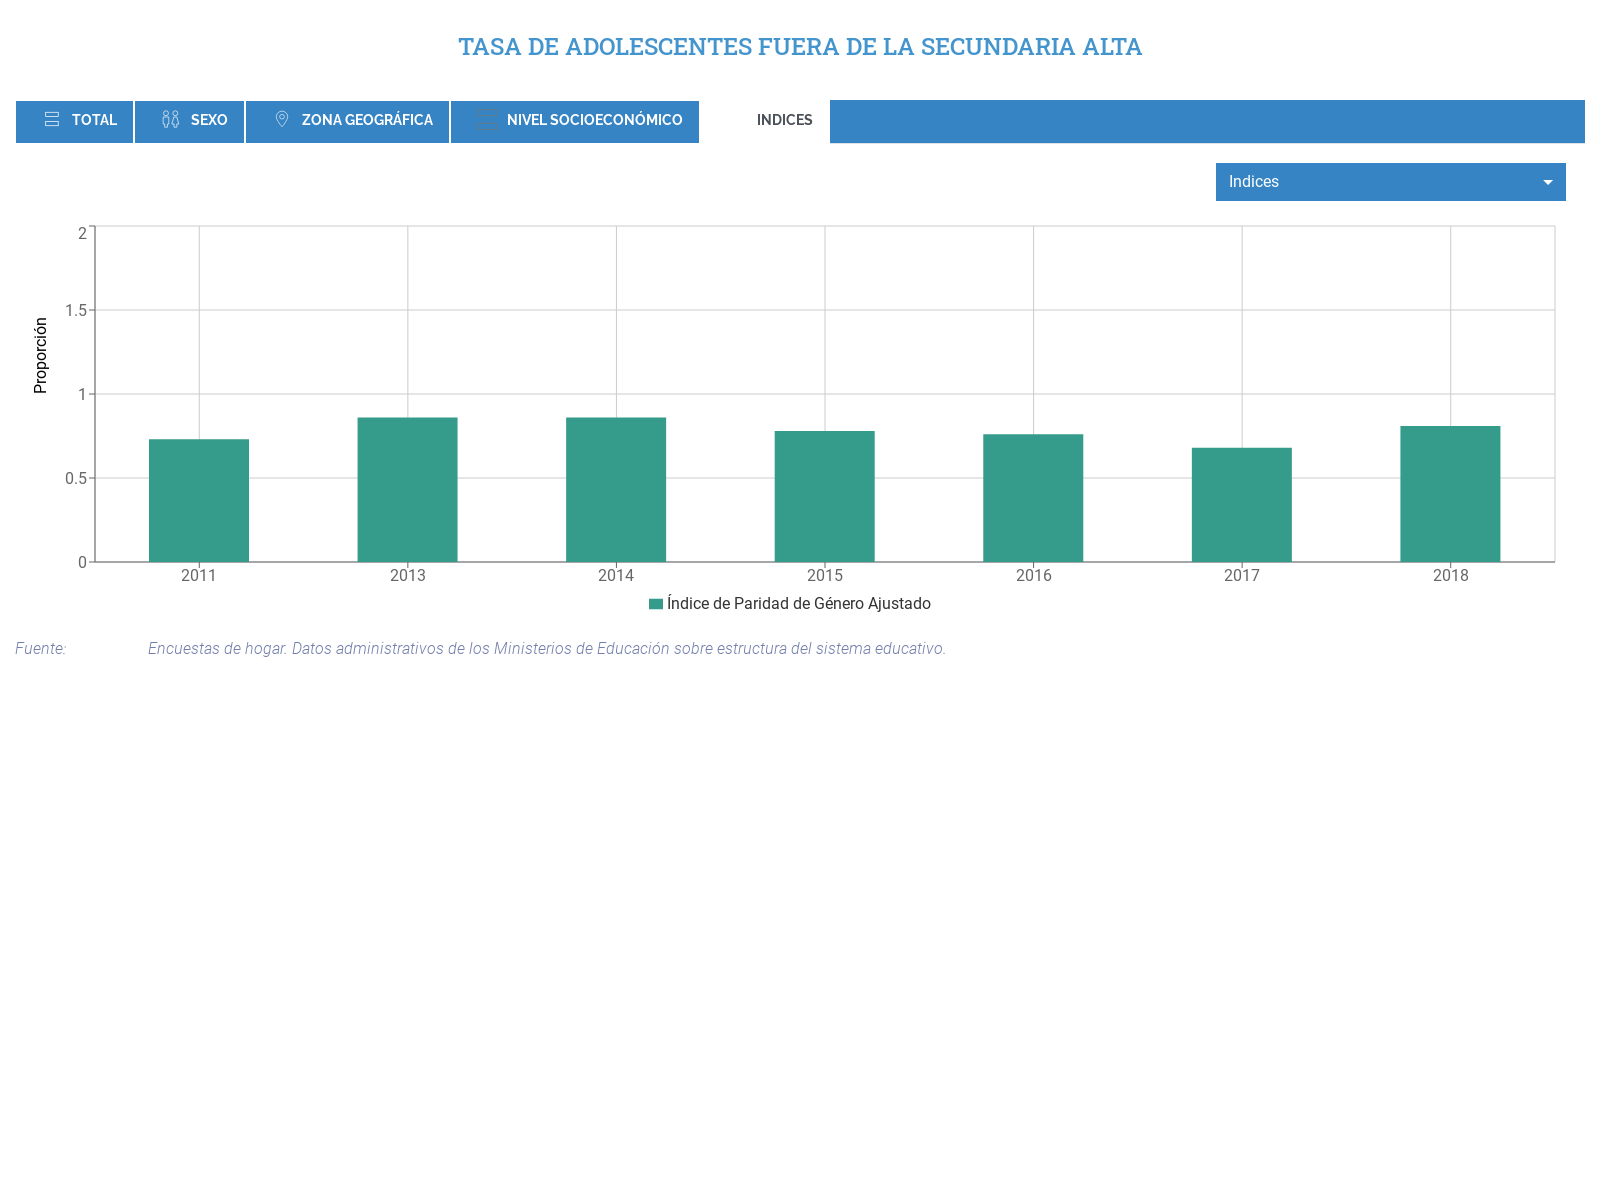 TASA DE ADOLESCENTES FUERA DE LA SECUNDARIA ALTA
TOTAL SEXO ZONA GEOGRÁFICA NIVEL SOCIOECONÓMICO INDICES
Indices
2
1.5
1
0.5
0
Proporción
2011 2013 2014 2015 2016 2017 2018
Índice de Paridad de Género Ajustado
Fuente: Encuestas de hogar. Datos administrativos de los Ministerios de Educación sobre estructura del sistema educativo.